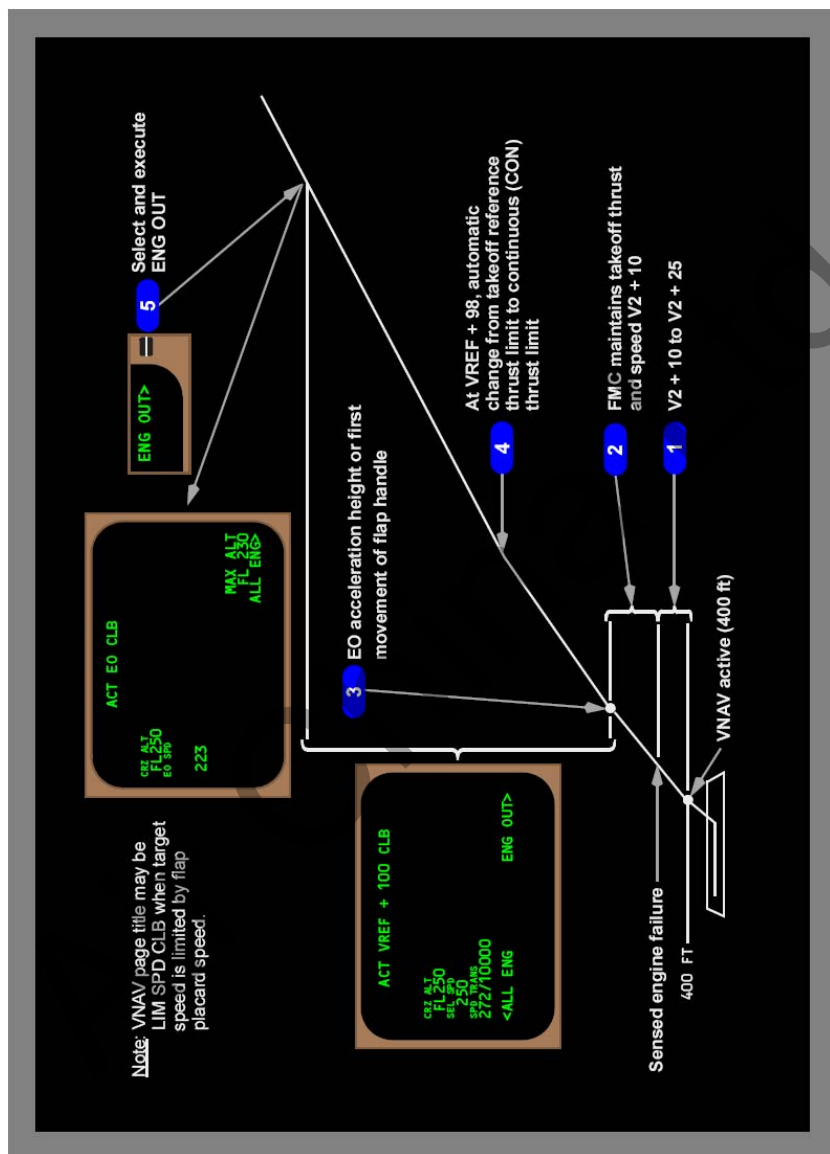 Note: VNAV page title may be
LIM SPD CLB when target
speed is limited by flap
placard speed.
ACT EO CLB
CRZ ALT
FL250
EO SPD
223
MAX ALT
FL 230
ALL ENG>
ENG OUT>
5
Select and execute
ENG OUT
ACT VREF + 100 CLB
CRZ ALT
FL250
SEL SPD
250
SPD TRANS
272/10000
<ALL ENG
ENG OUT>
3
EO acceleration height or first
movement of flap handle
4
At VREF + 98, automatic
change from takeoff reference
thrust limit to continuous (CON)
thrust limit
Sensed engine failure
2
FMC maintains takeoff thrust
and speed V2 + 10
400 FT
1
V2 + 10 to V2 + 25
VNAV active (400 ft)